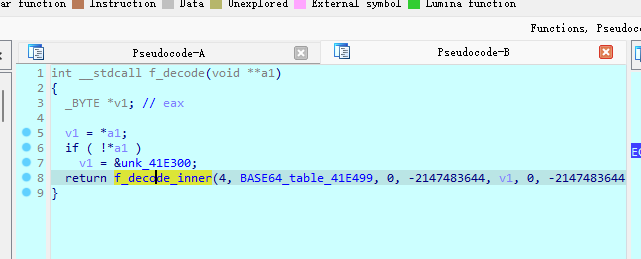 ar function Instruction Data Unexplored External symbol Lumina function
Functions, Pseudoc
Pseudocode-A Pseudocode-B
1 int __stdcall f_decode(void **a1)
2 {
3 _BYTE *v1; // eax
4
5 v1 = *a1;
6 if ( !*a1 )
7 v1 = &unk_41E300;
8 return f_decode_inner(4, BASE64_table_41E499, 0, -2147483644, v1, 0, -2147483644
9 }